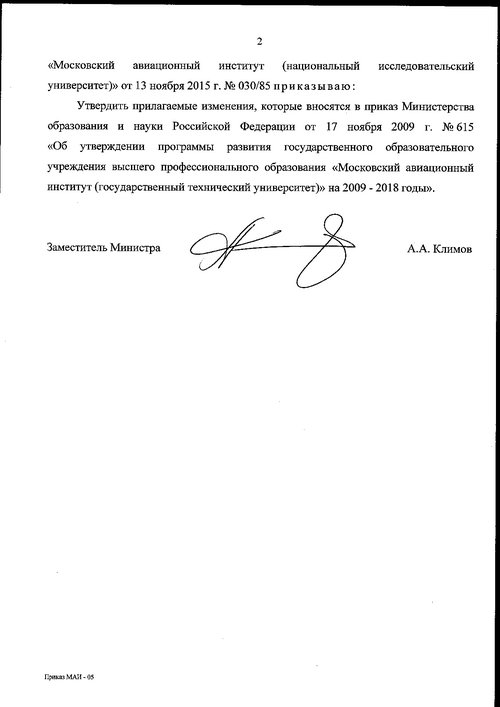 2
«Московский авиационный институт (национальный исследовательский
университет)» от 13 ноября 2015 г. № 030/85 приказываю:
Утвердить прилагаемые изменения, которые вносятся в приказ Министерства
образования и науки Российской Федерации от 17 ноября 2009 г. № 615
«Об утверждении программы развития государственного образовательного
учреждения высшего профессионального образования «Московский авиационный
институт (государственный технический университет)» на 2009 - 2018 годы».
Заместитель Министра А.А. Климов
Приказ МАИ - 05